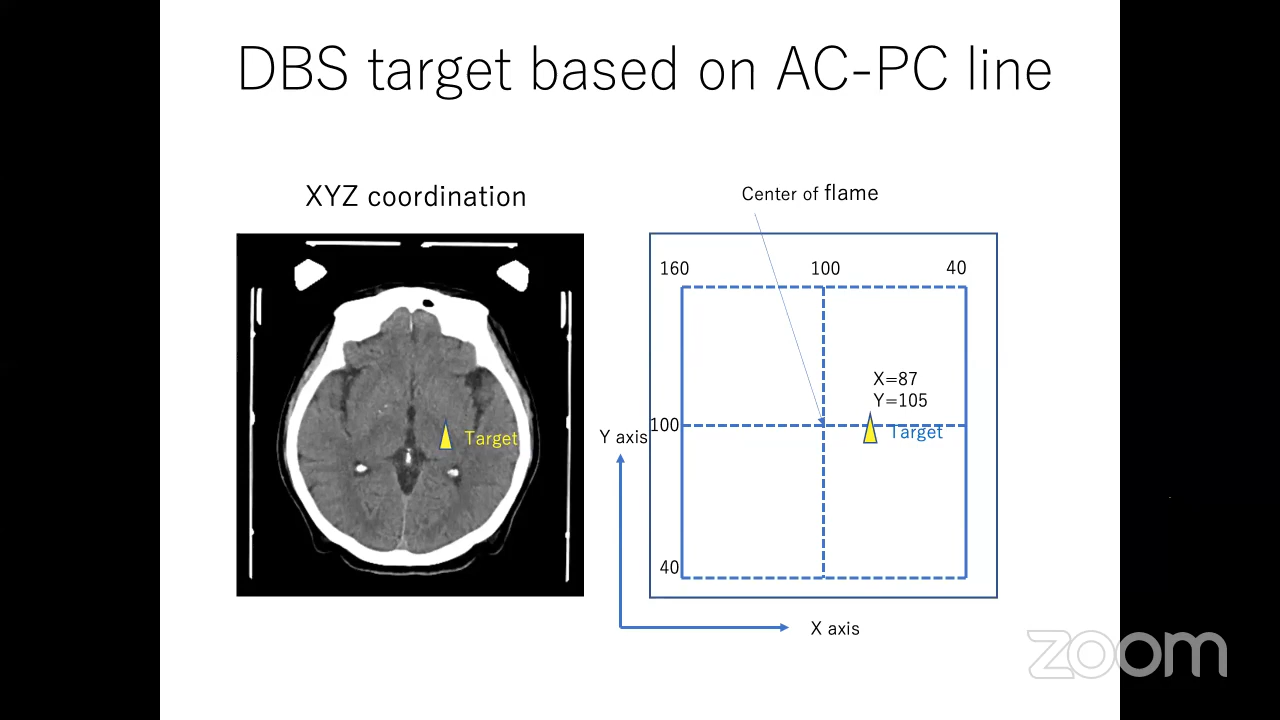 DBS target based on AC-PC line
XYZ coordination
Target
Center of flame
160 100 40
X=87
Y=105
Target
100
Y axis
40
X axis
zoom